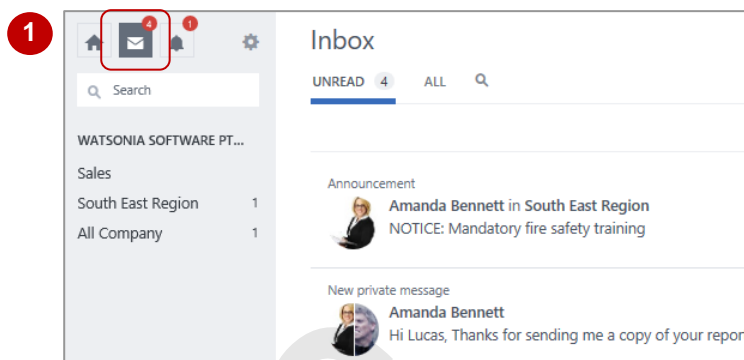 1
4
1
Search
WATSONIA SOFTWARE PT...
Sales
South East Region 1
All Company 1
Inbox
UNREAD 4 ALL
Announcement
Amanda Bennett in South East Region
NOTICE: Mandatory fire safety training
New private message
Amanda Bennett
Hi Lucas, Thanks for sending me a copy of your repor